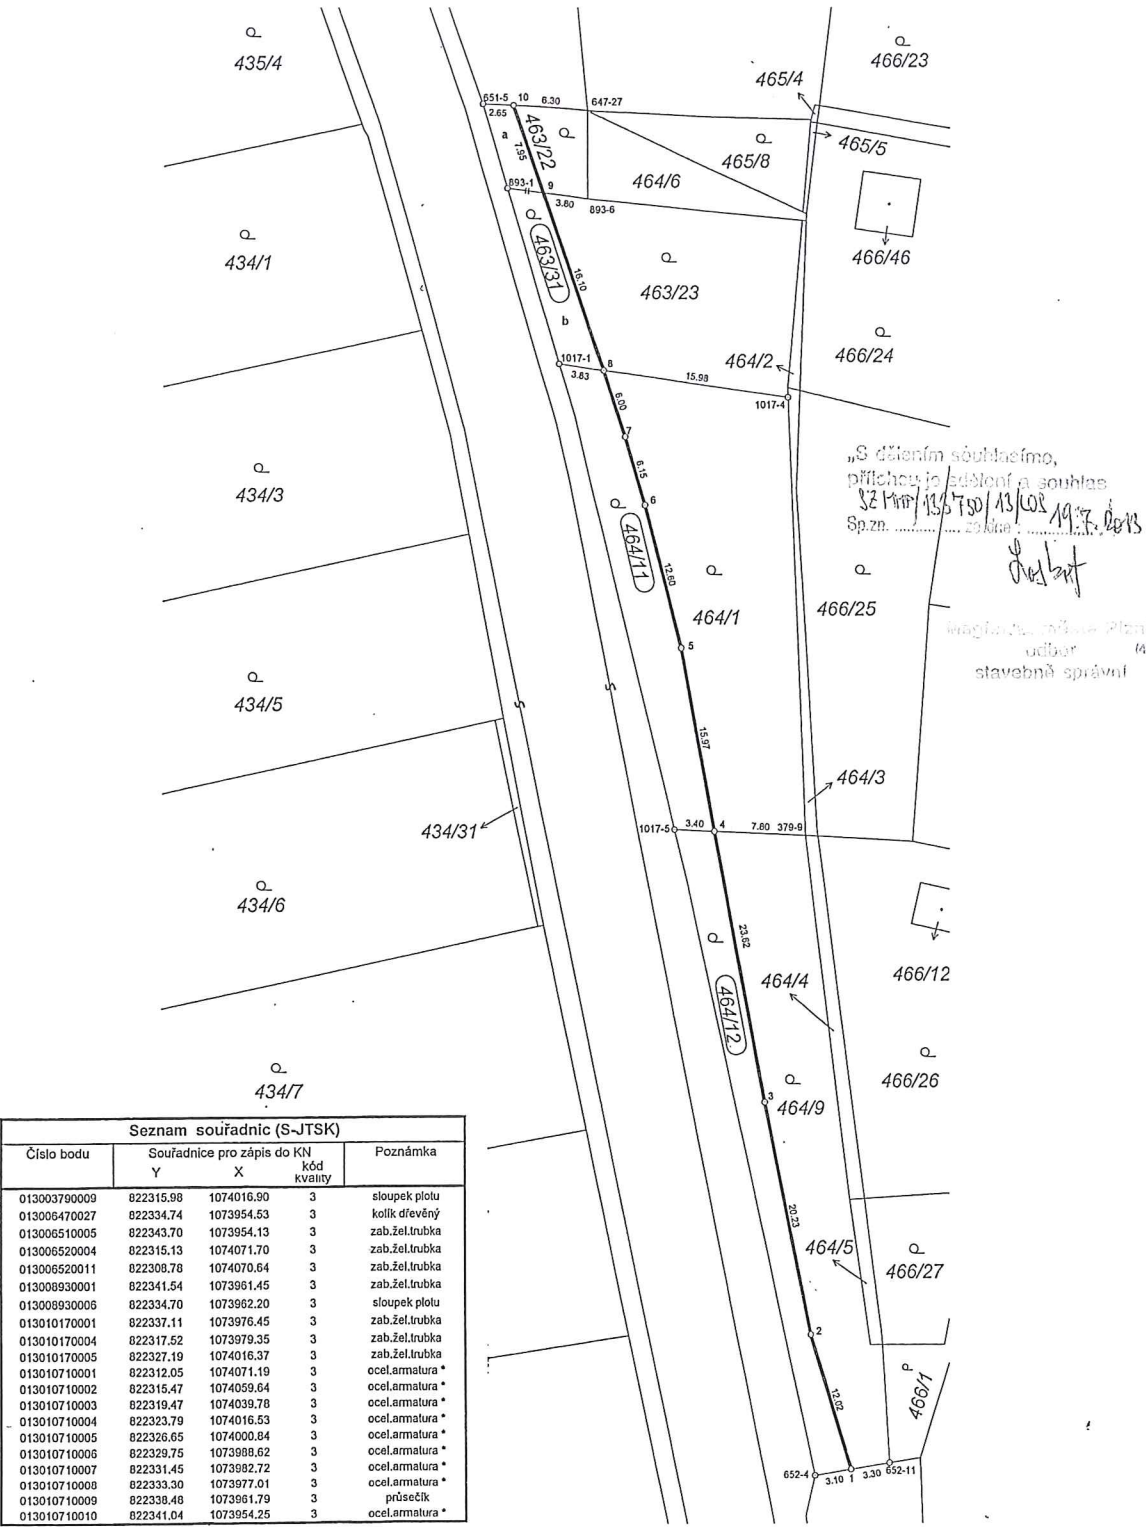 435/4
466/23
465/4
651-5
10
6.30
647-27
2.65
463/22
465/8
465/5
a
7.95
464/6
893-1
9
3.80
893-6
466/46
434/1
463/31
16.10
463/23
b
466/24
464/2
1017-1
8
3.83
15.98
1017-4
6.00
7
„S dělením souhlasíme,
434/3
6.15
6
Sp.zn.
19.7.2013
464/11
12.60
464/1
466/25
5
odbor
stavebně správní
434/5
S
S
15.97
464/3
434/31
1017-5
3.40
4
7.80
379-9
434/6
23.62
466/12
464/4
464/12
466/26
434/7
3
464/9
20.23
464/5
466/27
2
466/1
12.02
652-4
3.10
1
3.30
652-11
Seznam souřadnic (S-JTSK)
Číslo bodu Souřadnice pro zápis do KN Poznámka
Y X kód kvality
013003790009 822315.98 1074016.90 3 sloupek plotu
013006470027 822334.74 1073954.53 3 kolík dřevěný
013006510005 822343.70 1073954.13 3 zab.žel.trubka
013006520004 822315.13 1074071.70 3 zab.žel.trubka
013006520011 822308.78 1074070.64 3 zab.žel.trubka
013008930001 822341.54 1073961.45 3 zab.žel.trubka
013008930006 822334.70 1073962.20 3 sloupek plotu
013010170001 822337.11 1073976.45 3 zab.žel.trubka
013010170004 822317.52 1073979.35 3 zab.žel.trubka
013010170005 822327.19 1074016.37 3 zab.žel.trubka
013010710001 822312.05 1074071.19 3 ocel.armatura *
013010710002 822315.47 1074059.64 3 ocel.armatura *
013010710003 822319.47 1074039.78 3 ocel.armatura *
013010710004 822323.79 1074016.53 3 ocel.armatura *
013010710005 822326.65 1074000.84 3 ocel.armatura *
013010710006 822329.75 1073988.62 3 ocel.armatura *
013010710007 822331.45 1073982.72 3 ocel.armatura *
013010710008 822333.30 1073977.01 3 ocel.armatura *
013010710009 822338.48 1073961.79 3 průsečík
013010710010 822341.04 1073954.25 3 ocel.armatura *